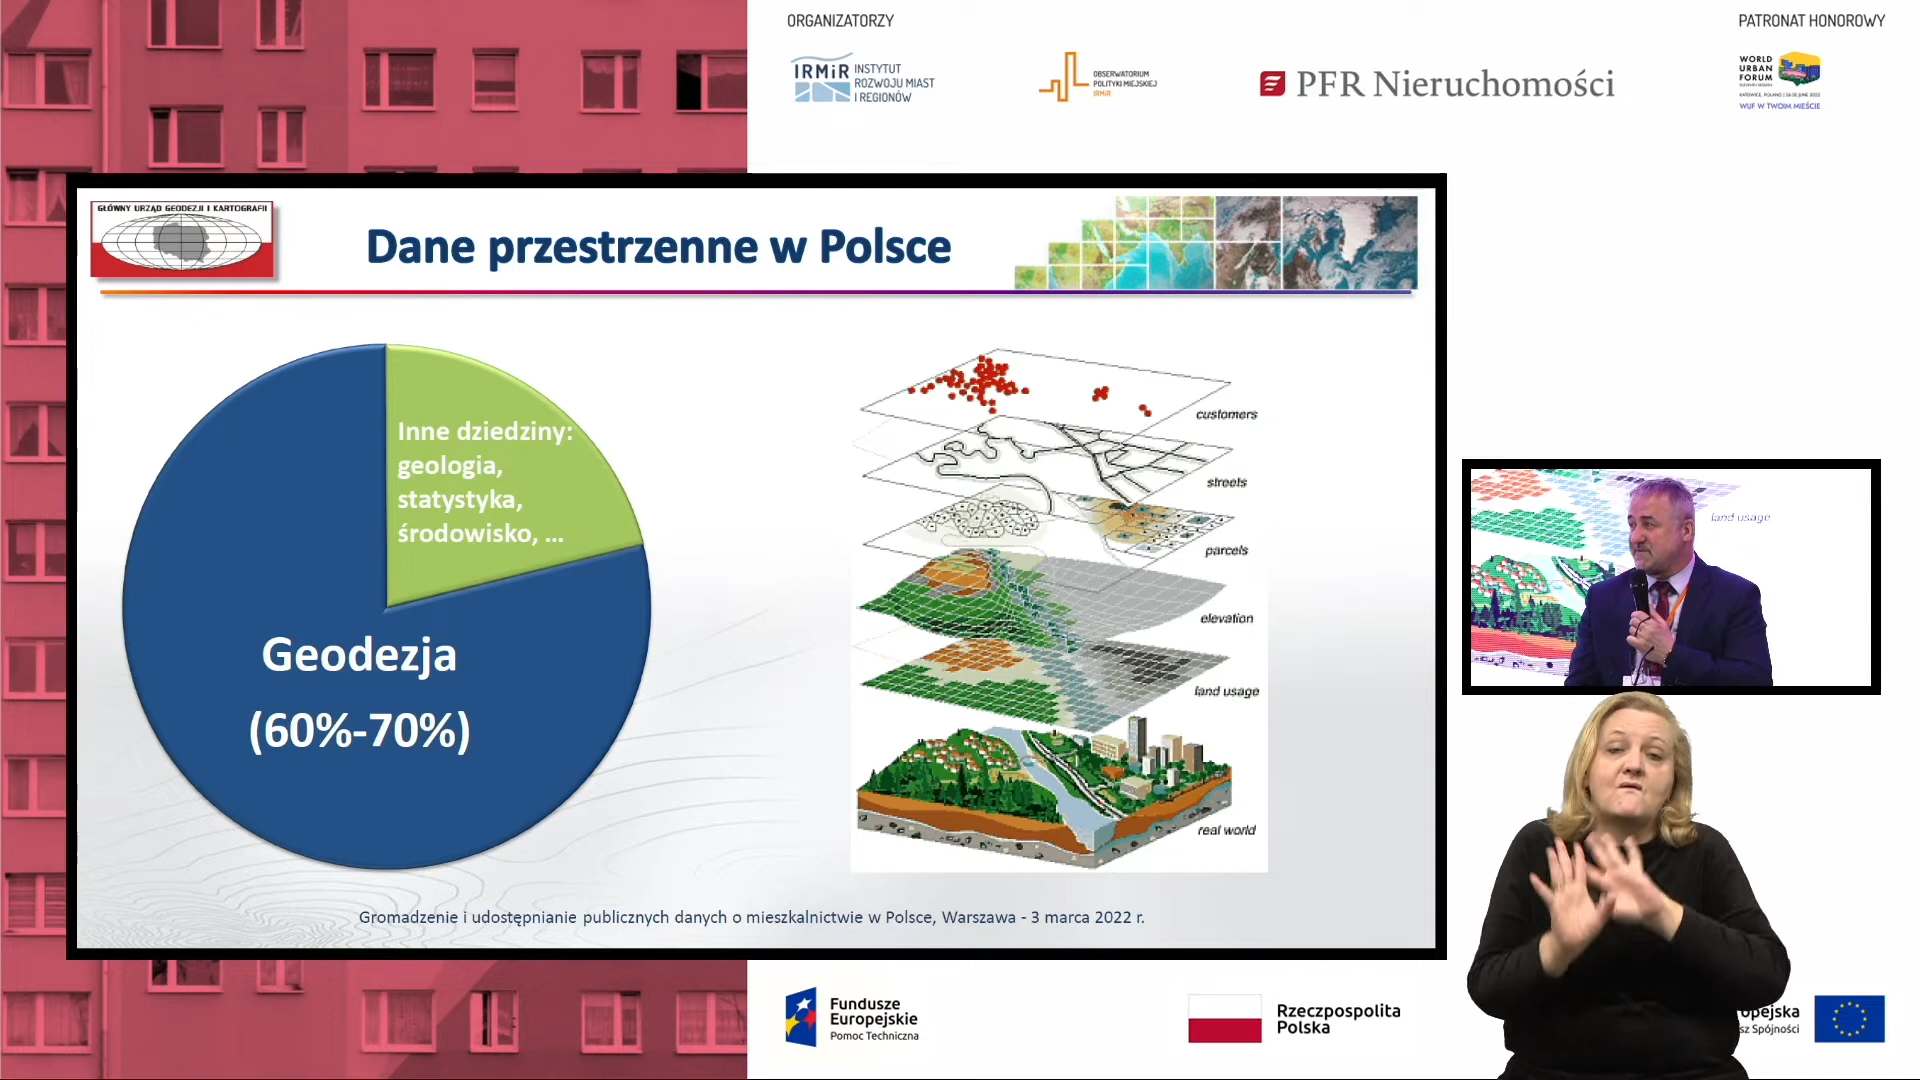 ORGANIZATORZY
PATRONAT HONOROWY
IRMiR
INSTYTUT
ROZWOJU MIAST
I REGIONÓW
OBSERWATORIUM
POLITYKI MIEJSKIEJ
IRMiR
PFR Nieruchomości
WORLD
URBAN
FORUM
KATOWICE, POLAND | 26-30 JUNE 2022
WUF W TWOIM MIEŚCIE
GŁÓWNY URZĄD GEODEZJI I KARTOGRAFII
Dane przestrzenne w Polsce
Inne dziedziny:
geologia,
statystyka,
środowisko, ...
Geodezja
(60%-70%)
customers
streets
parcels
elevation
land usage
real world
Gromadzenie i udostępnianie publicznych danych o mieszkalnictwie w Polsce, Warszawa - 3 marca 2022 r.
land usage
Fundusze
Europejskie
Pomoc Techniczna
Rzeczpospolita
Polska
opejska
sz Spójności